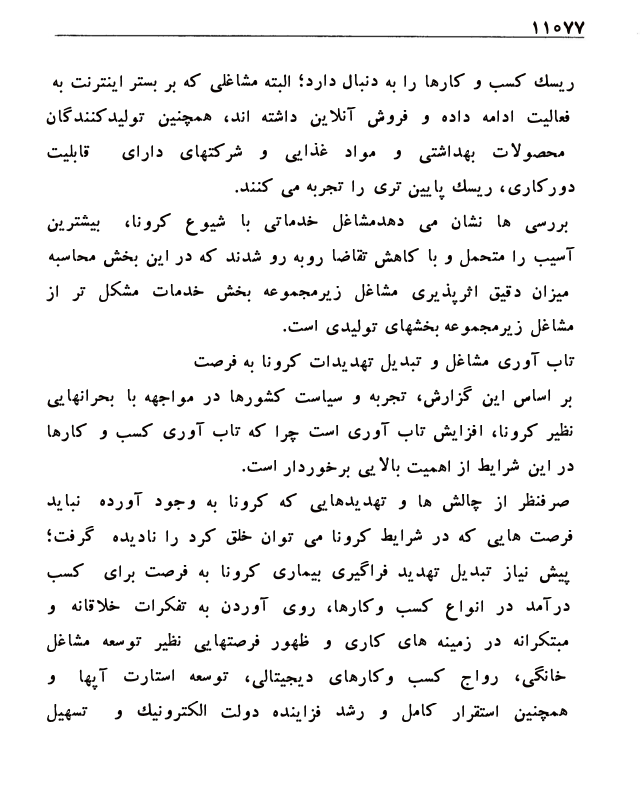 ۱۱۰۷۷
ریسك کسب و کارها را به دنبال دارد؛ البته مشاغلی که بر بستر اینترنت به
فعالیت ادامه داده و فروش آنلاین داشته اند، همچنین تولیدکنندگان
محصولات بهداشتی و مواد غذایی و شرکتهای دارای قابلیت
دورکاری، ریسك پایین تری را تجربه می کنند.
بررسی ها نشان می دهدمشاغل خدماتی با شیوع کرونا، بیشترین
آسیب را متحمل و با کاهش تقاضا روبه رو شدند که در این بخش محاسبه
میزان دقیق اثرپذیری مشاغل زیرمجموعه بخش خدمات مشکل تر از
مشاغل زیرمجموعه بخشهای تولیدی است.
تاب آوری مشاغل و تبدیل تهدیدات کرونا به فرصت
بر اساس این گزارش، تجربه و سیاست کشورها در مواجهه با بحرانهایی
نظیر کرونا، افزایش تاب آوری است چرا که تاب آوری کسب و کارها
در این شرایط از اهمیت بالایی برخوردار است.
صرفنظر از چالش ها و تهدیدهایی که کرونا به وجود آورده نباید
فرصت هایی که در شرایط کرونا می توان خلق کرد را نادیده گرفت؛
پیش نیاز تبدیل تهدید فراگیری بیماری کرونا به فرصت برای کسب
درآمد در انواع کسب وکارها، روی آوردن به تفکرات خلاقانه و
مبتکرانه در زمینه های کاری و ظهور فرصتهایی نظیر توسعه مشاغل
خانگی، رواج کسب وکارهای دیجیتالی، توسعه استارت آپها و
همچنین استقرار کامل و رشد فزاینده دولت الکترونیك و تسهیل